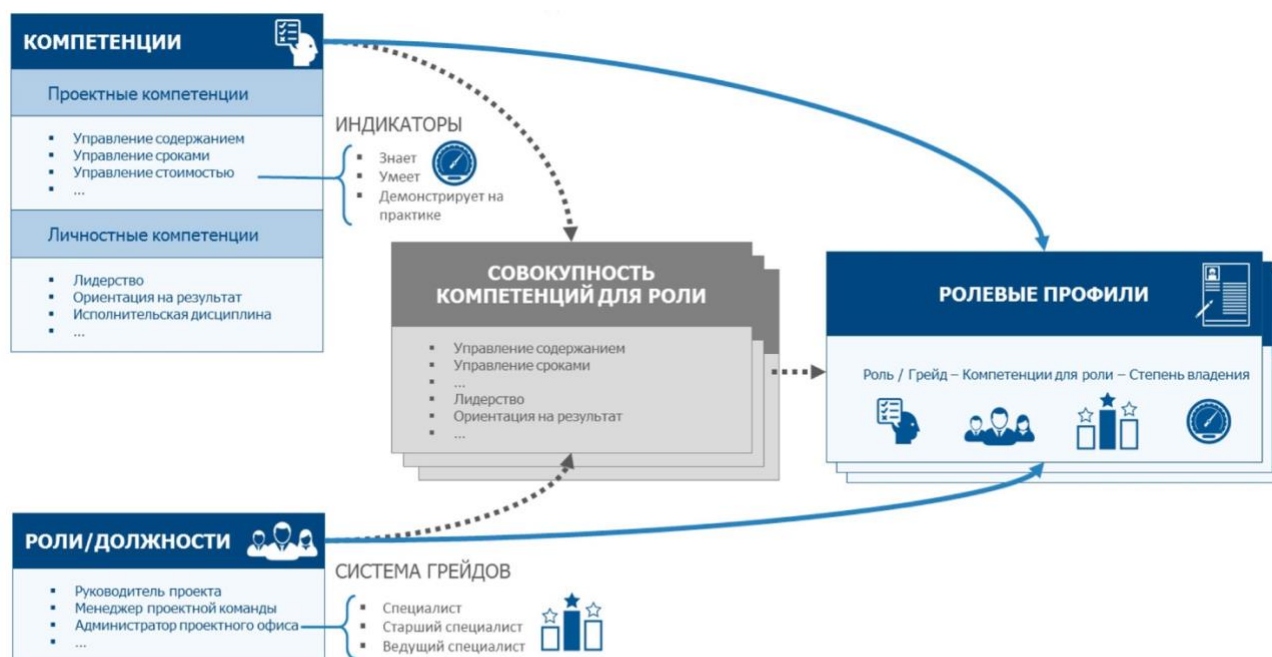 КОМПЕТЕНЦИИ
Проектные компетенции
▪ Управление содержанием
▪ Управление сроками
▪ Управление стоимостью
▪ ...
Личностные компетенции
▪ Лидерство
▪ Ориентация на результат
▪ Исполнительская дисциплина
▪ ...
ИНДИКАТОРЫ
▪ Знает
▪ Умеет
▪ Демонстрирует на
практике
СОВОКУПНОСТЬ
КОМПЕТЕНЦИЙ ДЛЯ РОЛИ
▪ Управление содержанием
▪ Управление сроками
▪ ...
▪ Лидерство
▪ Ориентация на результат
▪ ...
РОЛЕВЫЕ ПРОФИЛИ
Роль / Грейд – Компетенции для роли – Степень владения
РОЛИ/ДОЛЖНОСТИ
▪ Руководитель проекта
▪ Менеджер проектной команды
▪ Администратор проектного офиса
▪ ...
СИСТЕМА ГРЕЙДОВ
▪ Специалист
▪ Старший специалист
▪ Ведущий специалист